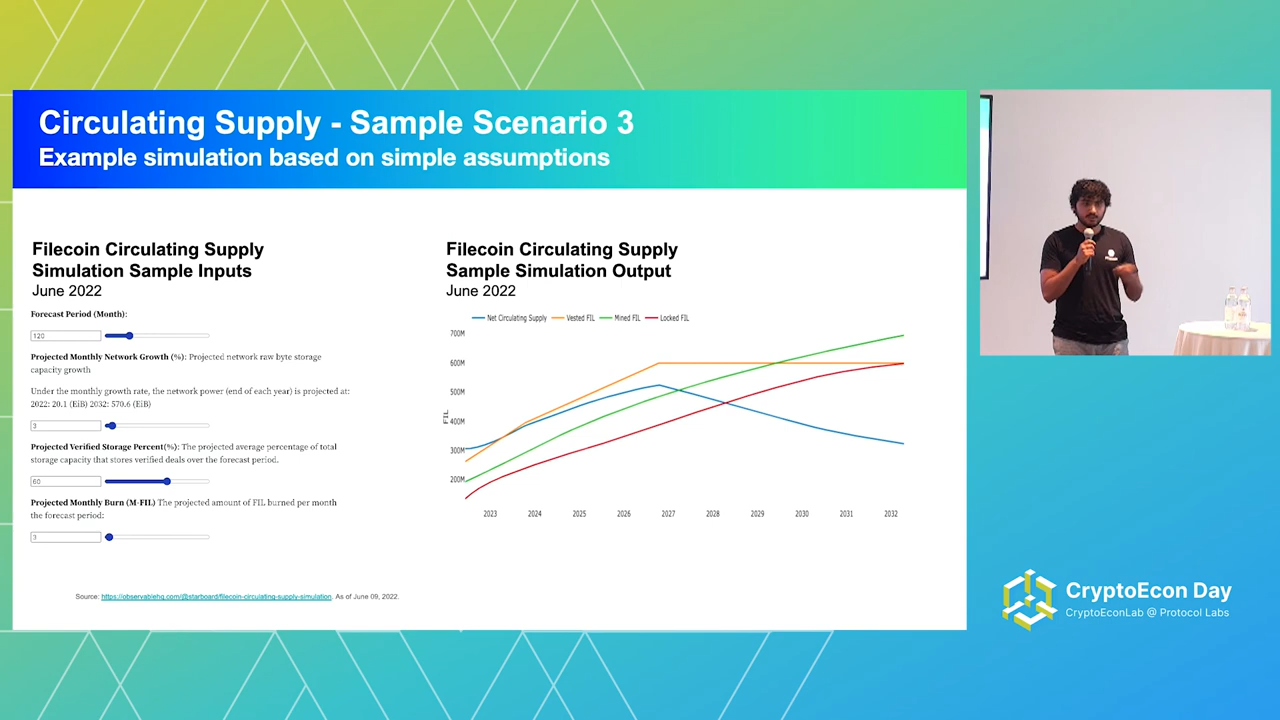 Circulating Supply - Sample Scenario 3
Example simulation based on simple assumptions
Filecoin Circulating Supply
Simulation Sample Inputs
June 2022
Forecast Period (Month):
120
Projected Monthly Network Growth (%): Projected network raw byte storage
capacity growth
Under the monthly growth rate, the network power (end of each year) is projected at:
2022: 20.1 (EiB) 2032: 570.6 (EiB)
3
Projected Verified Storage Percent(%): The projected average percentage of total
storage capacity that stores verified deals over the forecast period.
60
Projected Monthly Burn (M-FIL) The projected amount of FIL burned per month
the forecast period:
3
Filecoin Circulating Supply
Sample Simulation Output
June 2022
Net Circulating Supply Vested FIL Mined FIL Locked FIL
700M
600M
500M
400M
300M
200M
FIL
2023 2024 2025 2026 2027 2028 2029 2030 2031 2032
Source: https://observablehq.com/@starboard/filecoin-circulating-supply-simulation. As of June 09, 2022.
CryptoEcon Day
CryptoEconLab @ Protocol Labs